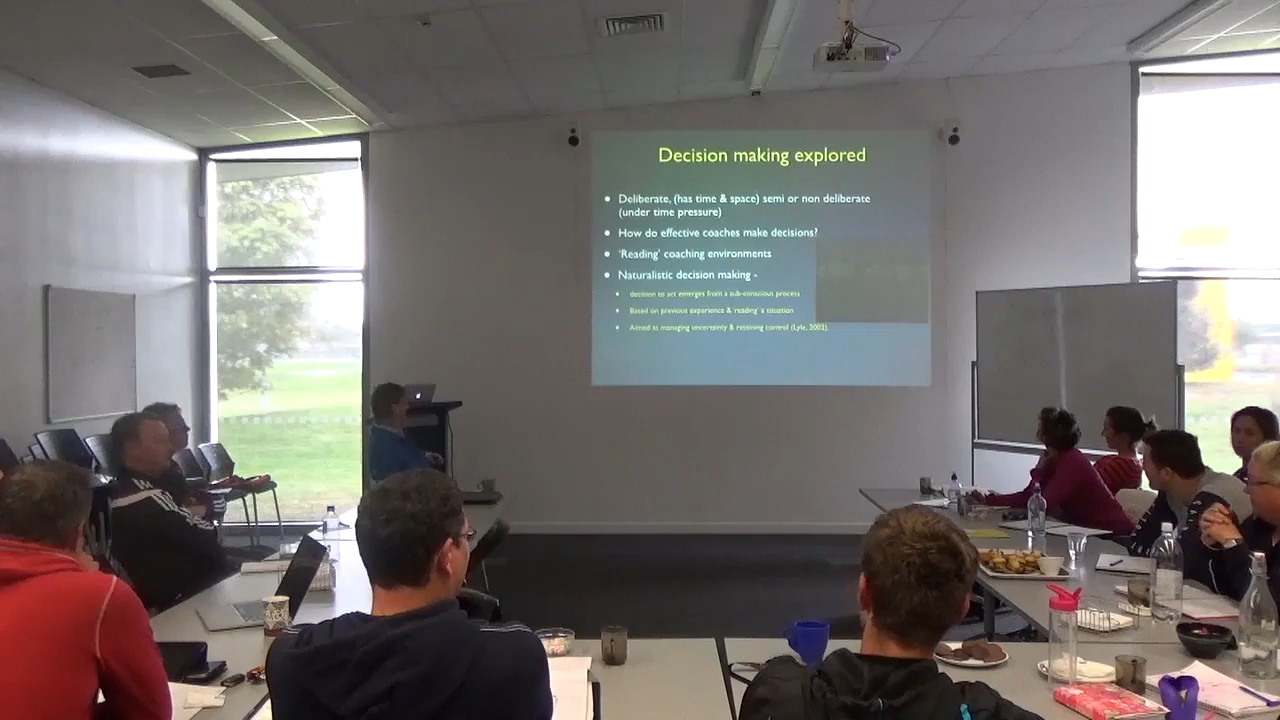 Decision making explored
• Deliberate, (has time & space) semi or non deliberate
(under time pressure)
• How do effective coaches make decisions?
• 'Reading' coaching environments
• Naturalistic decision making -
• decision to act emerges from a sub-conscious process
• Based on previous experience & 'reading' a situation
• Aimed at managing uncertainty & retaining control (Lyle, 2002).